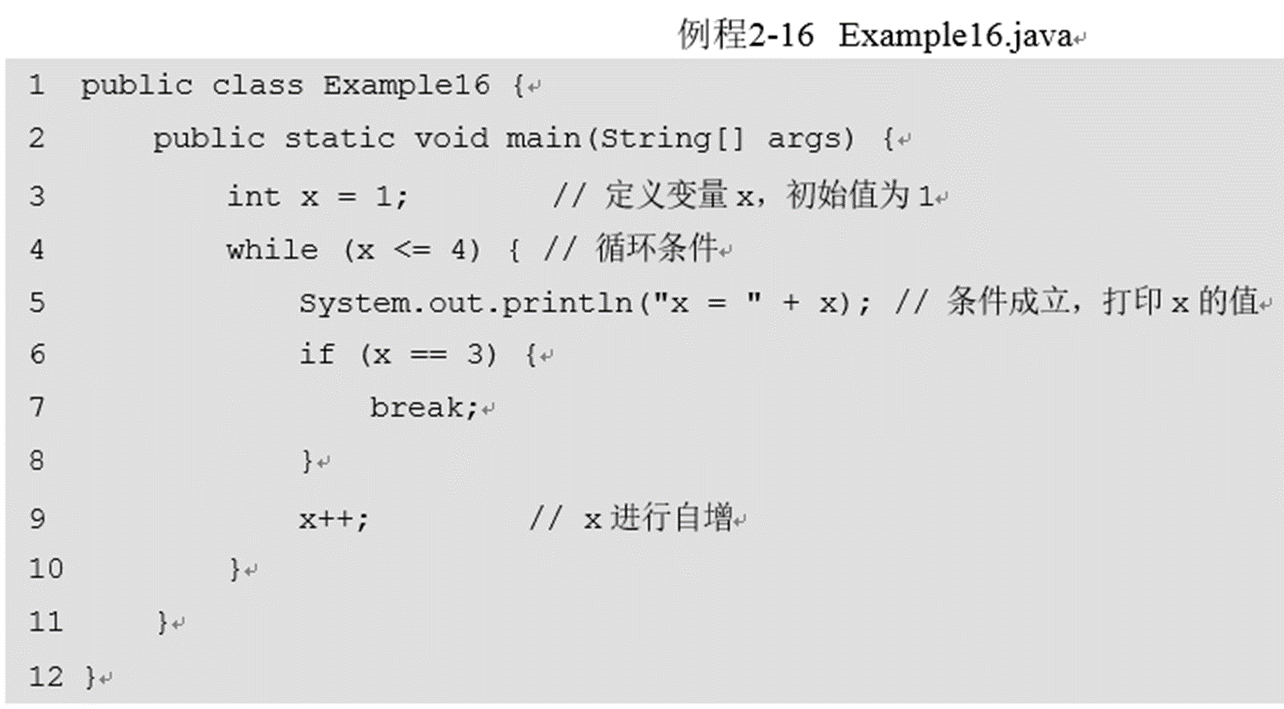 例程2-16 Example16.java↵
1 public class Example16 {↵
2     public static void main(String[] args) {↵
3         int x = 1;        // 定义变量 x，初始值为 1↵
4         while (x <= 4) { // 循环条件↵
5             System.out.println("x = " + x); // 条件成立，打印 x 的值↵
6             if (x == 3) {↵
7                 break;↵
8             }↵
9             x++;         // x 进行自增↵
10         }↵
11     }↵
12 }↵